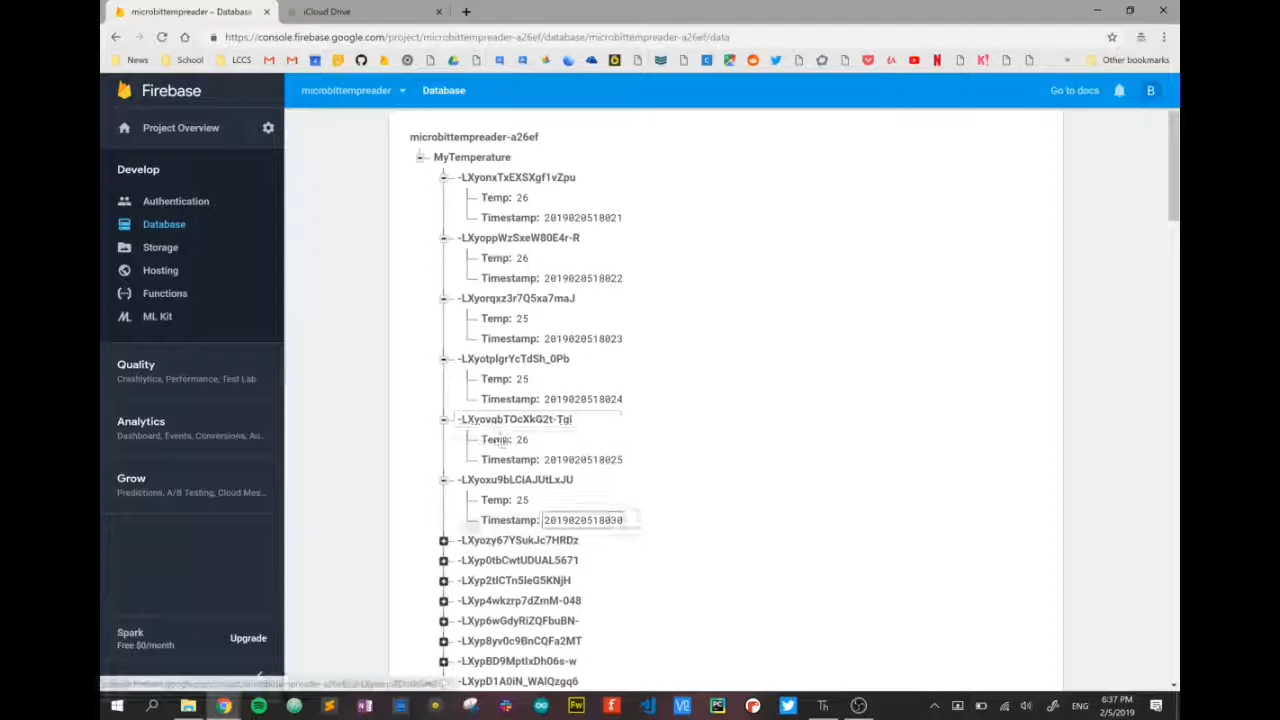 microbittempreader – Database
iCloud Drive
https://console.firebase.google.com/project/microbittempreader-a26ef/database/microbittempreader-a26ef/data
News
School
LCCS
Other bookmarks
Firebase
microbittempreader
Database
Go to docs
B
Project Overview
Develop
Authentication
Database
Storage
Hosting
Functions
ML Kit
Quality
Crashlytics, Performance, Test Lab
Analytics
Dashboard, Events, Conversions, Au...
Grow
Predictions, A/B Testing, Cloud Mes...
Spark
Free $0/month
Upgrade
microbittempreader-a26ef
MyTemperature
-LXyonxTxEXSXgf1vZpu
Temp: 26
Timestamp: 2019020518021
-LXyoppWzSxeW80E4r-R
Temp: 26
Timestamp: 2019020518022
-LXyorqxz3r7Q5xa7maJ
Temp: 25
Timestamp: 2019020518023
-LXyotplgrYcTdSh_0Pb
Temp: 25
Timestamp: 2019020518024
-LXyovqbTOcXkG2t-Tgi
Temp: 26
Timestamp: 2019020518025
-LXyoxu9bLCiAJUtLxJU
Temp: 25
Timestamp: 2019020518030
-LXyozy67YSukJc7HRDz
-LXyp0tbCwtUDUAL5671
-LXyp2tlCTn5ieG5KNjH
-LXyp4wkzrp7dZmM-048
-LXyp6wGdyRiZQFbuBN-
-LXyp8yv0c9BnCQFa2MT
-LXypBD9MptIxDh06s-w
-LXypD1A0iN_WAlQzgq6
ENG
6:37 PM
2/5/2019